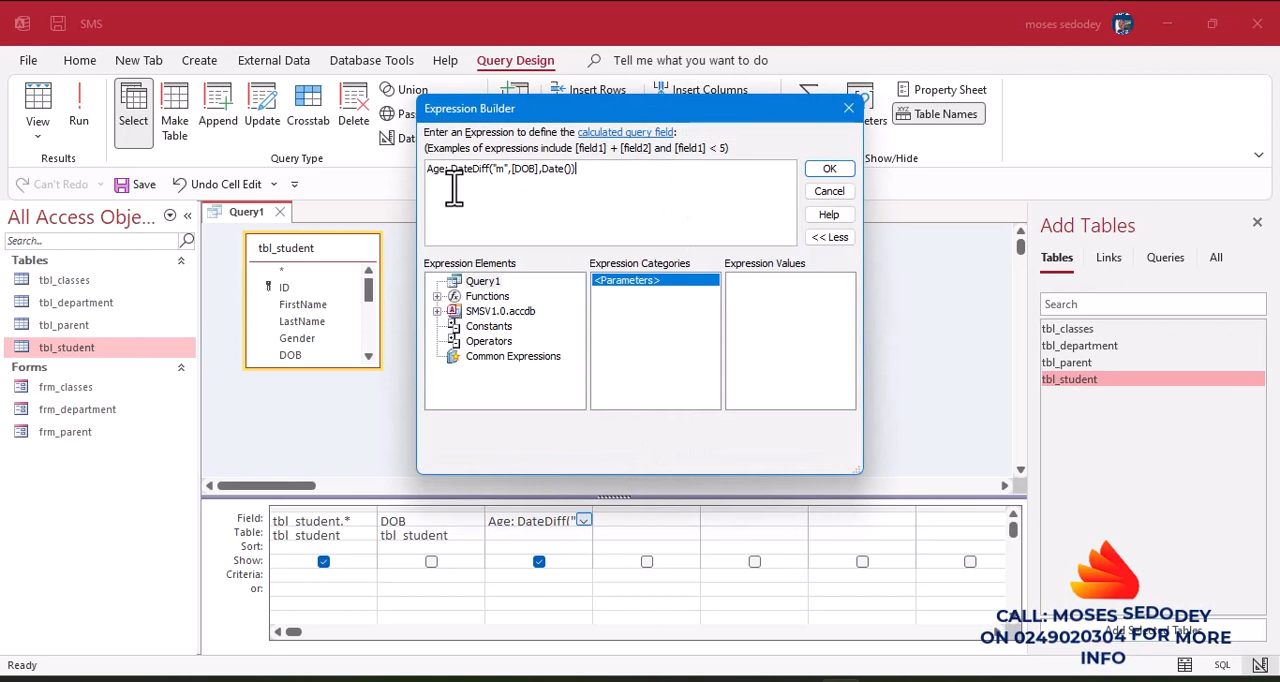 SMS
moses sedodey
File Home New Tab Create External Data Database Tools Help Query Design Tell me what you want to do
View
Run
Select
Make
Table
Append
Update
Crosstab
Delete
Union
Pas
Dat
Insert Rows
Insert Columns
eters
Property Sheet
XYZ Table Names
Results
Query Type
Show/Hide
Can't Redo Save Undo Cell Edit
All Access Obje...
Search...
Tables
tbl_classes
tbl_department
tbl_parent
tbl_student
Forms
frm_classes
frm_department
frm_parent
Query1
tbl_student
*
ID
FirstName
LastName
Gender
DOB
Expression Builder
Enter an Expression to define the calculated query field:
(Examples of expressions include [field1] + [field2] and [field1] < 5)
Age: DateDiff("m",[DOB],Date())
OK
Cancel
Help
<< Less
Expression Elements
Query1
Functions
SMSV1.0.accdb
Constants
Operators
Common Expressions
Expression Categories
<Parameters>
Expression Values
Add Tables
Tables Links Queries All
Search
tbl_classes
tbl_department
tbl_parent
tbl_student
Field: tbl_student.* DOB Age: DateDiff("
Table: tbl_student tbl_student
Sort:
Show:
Criteria:
or:
Add Selected Tables
CALL: MOSES SEDODEY
ON 0249020304 FOR MORE
INFO
Ready
SQL